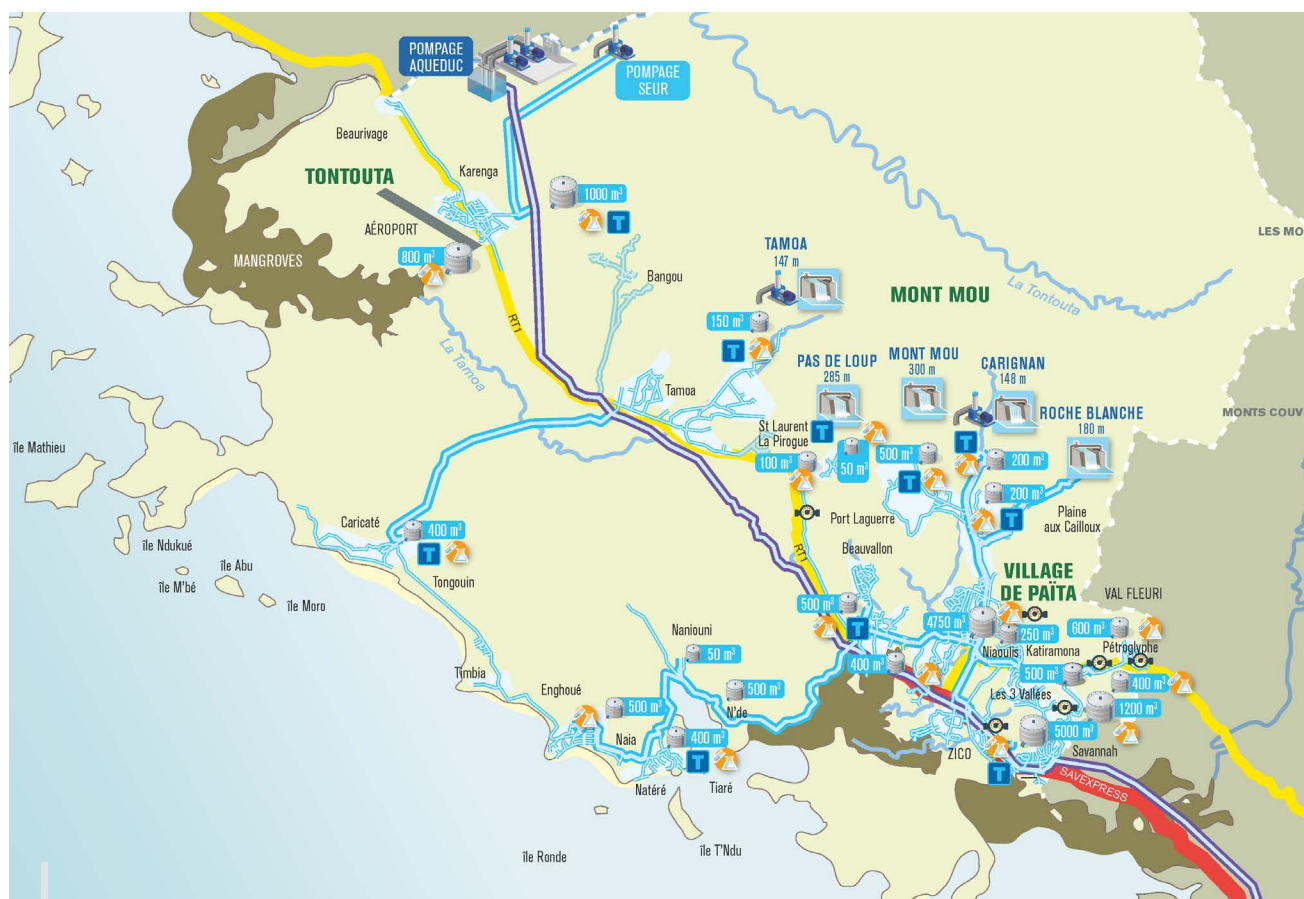 POMPAGE
AQUEDUC
POMPAGE
SEUR
Beaurivage
TONTOUTA
Karenga
1000 m³
T
AÉROPORT
LES MO
MANGROVES
800 m³
Bangou
TAMOA
147 m
MONT MOU
La Tontouta
RT1
150 m³
T
La Tamoa
PAS DE LOUP
285 m
MONT MOU
300 m
CARIGNAN
148 m
Tamoa
ROCHE BLANCHE
180 m
MONTS COUV
St Laurent
La Pirogue
T
T
île Mathieu
100 m³
50 m³
500 m³
200 m³
T
200 m³
Plaine
aux Cailloux
T
Port Laguerre
Caricaté
400 m³
T
île Ndukué
RT1
Beauvallon
île Abu
île M'bé
Tongouin
VILLAGE
DE PAÏTA
VAL FLEURI
île Moro
500 m³
T
4750 m³
250 m³
600 m³
Naniouni
50 m³
Niaoulis
Katiramona
Pétroglyphe
Timbia
400 m³
500 m³
Enghoué
500 m³
500 m³
N'de
Les 3 Vallées
400 m³
1200 m³
Naia
400 m³
5000 m³
ZICO
Savannah
T
T
Natéré
Tiaré
SAVEXPRESS
île Ronde
île T'Ndu